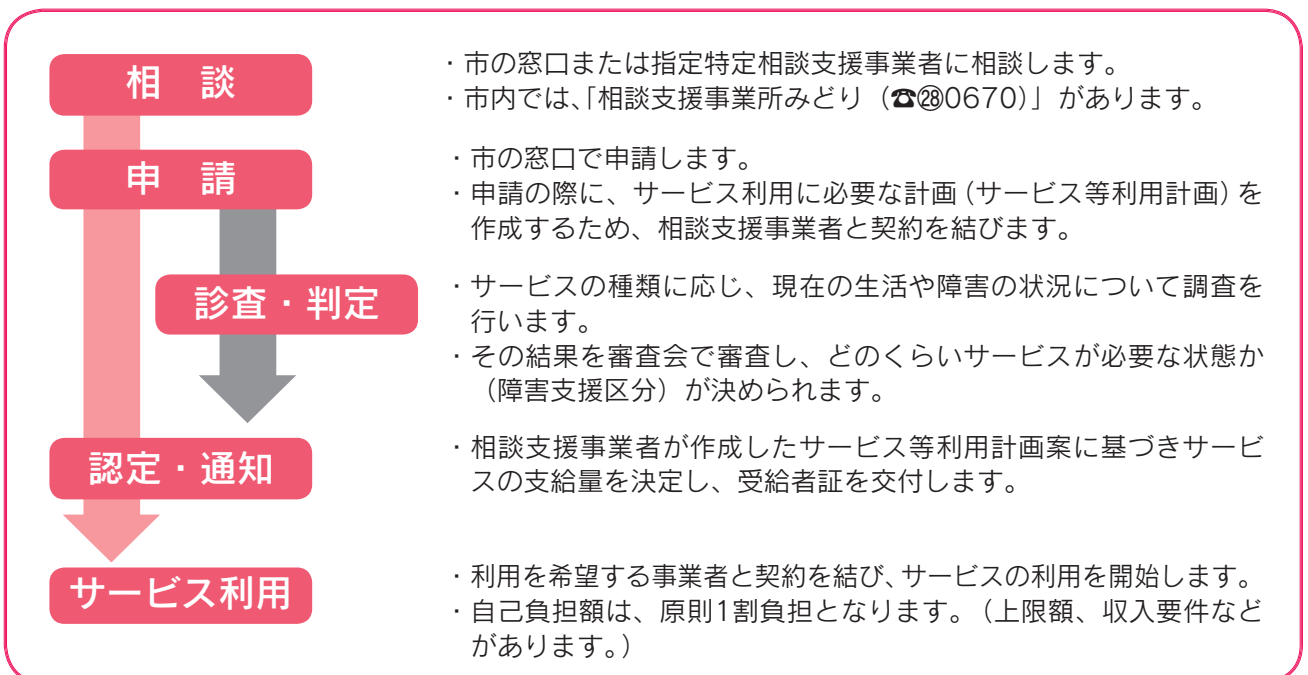 相　談
・市の窓口または指定特定相談支援事業者に相談します。
・市内では、「相談支援事業所みどり（☎㉘0670）」があります。
申　請
・市の窓口で申請します。
・申請の際に、サービス利用に必要な計画（サービス等利用計画）を
作成するため、相談支援事業者と契約を結びます。
診査・判定
・サービスの種類に応じ、現在の生活や障害の状況について調査を
行います。
・その結果を審査会で審査し、どのくらいサービスが必要な状態か
（障害支援区分）が決められます。
認定・通知
・相談支援事業者が作成したサービス等利用計画案に基づきサービ
スの支給量を決定し、受給者証を交付します。
サービス利用
・利用を希望する事業者と契約を結び、サービスの利用を開始します。
・自己負担額は、原則1割負担となります。（上限額、収入要件など
があります。）